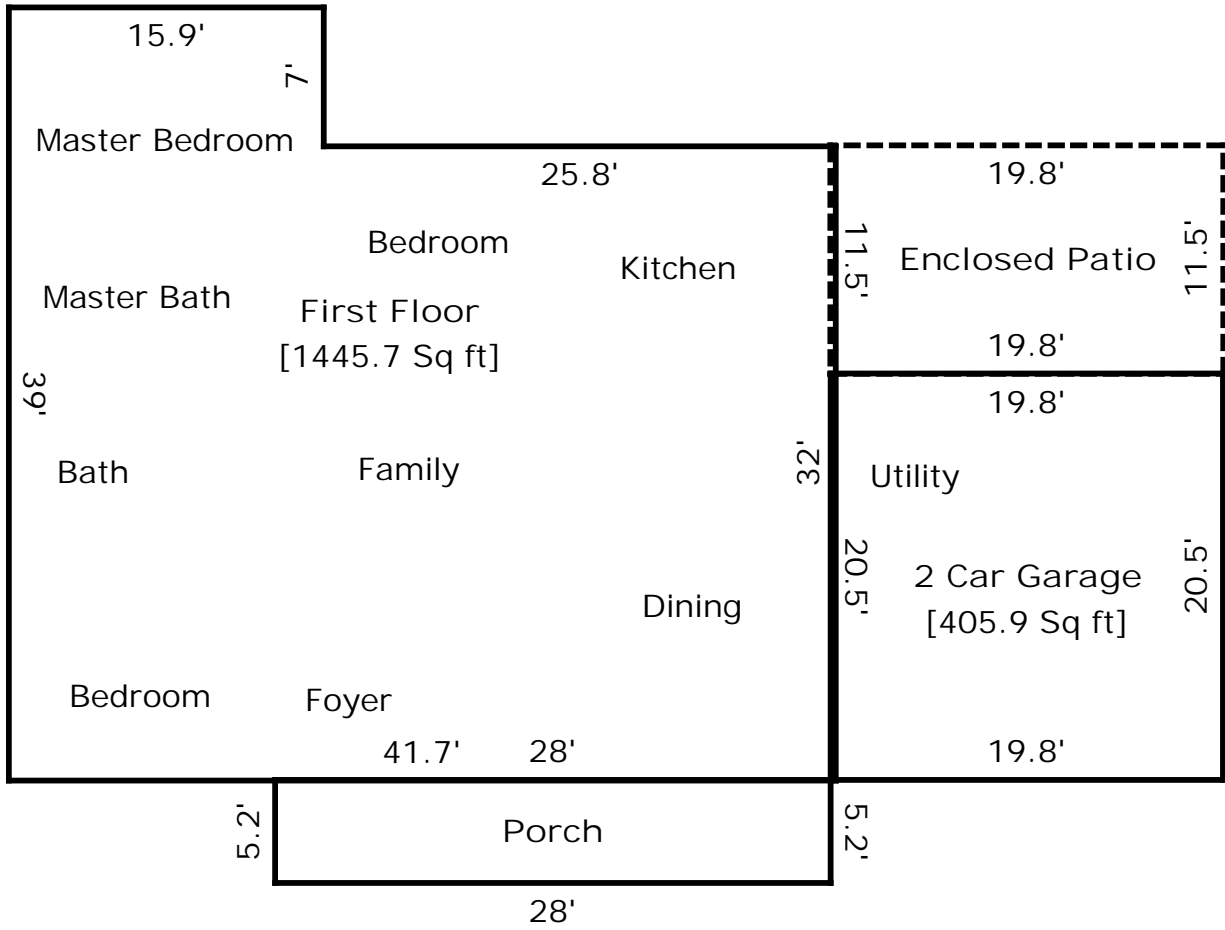 15.9'
7'
Master Bedroom
25.8'
19.8'
Bedroom
Kitchen
11.5'
Enclosed Patio
11.5'
Master Bath
First Floor
[1445.7 Sq ft]
19.8'
39'
19.8'
Bath
Family
32'
Utility
20.5'
2 Car Garage
[405.9 Sq ft]
20.5'
Dining
Bedroom
Foyer
41.7'
28'
19.8'
5.2'
Porch
5.2'
28'